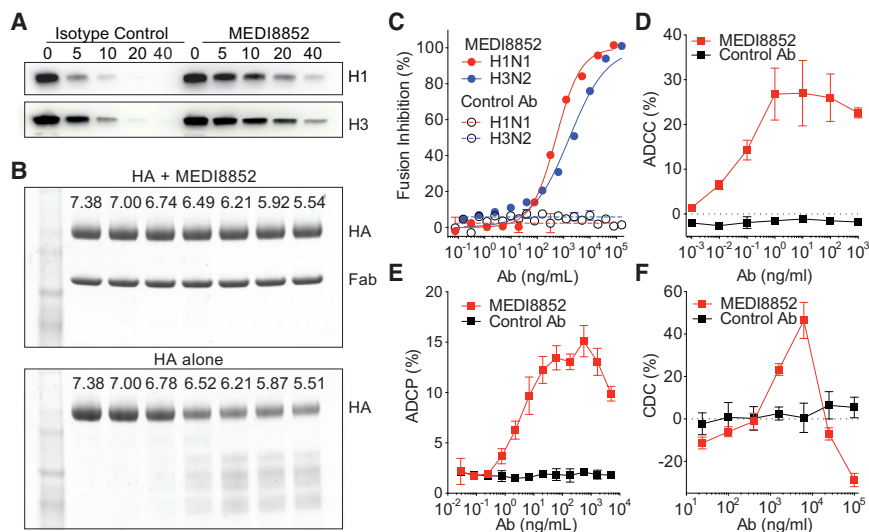 A
Isotype Control MEDI8852
0 5 10 20 40 0 5 10 20 40
H1
H3
B
HA + MEDI8852
7.38 7.00 6.74 6.49 6.21 5.92 5.54
HA
Fab
HA alone
7.38 7.00 6.78 6.52 6.21 5.87 5.51
HA
C
MEDI8852
H1N1
H3N2
Control Ab
H1N1
H3N2
Fusion Inhibition (%)
100
80
60
40
20
0
10⁻¹ 10⁰ 10¹ 10² 10³ 10⁴ 10⁵
Ab (ng/mL)
D
MEDI8852
Control Ab
ADCC (%)
40
30
20
10
0
10⁻³ 10⁻² 10⁻¹ 10⁰ 10¹ 10² 10³
Ab (ng/ml)
E
MEDI8852
Control Ab
ADCP (%)
20
15
10
5
0
10⁻² 10⁻¹ 10⁰ 10¹ 10² 10³ 10⁴
Ab (ng/mL)
F
MEDI8852
Control Ab
CDC (%)
60
40
20
0
-20
10¹ 10² 10³ 10⁴ 10⁵
Ab (ng/ml)